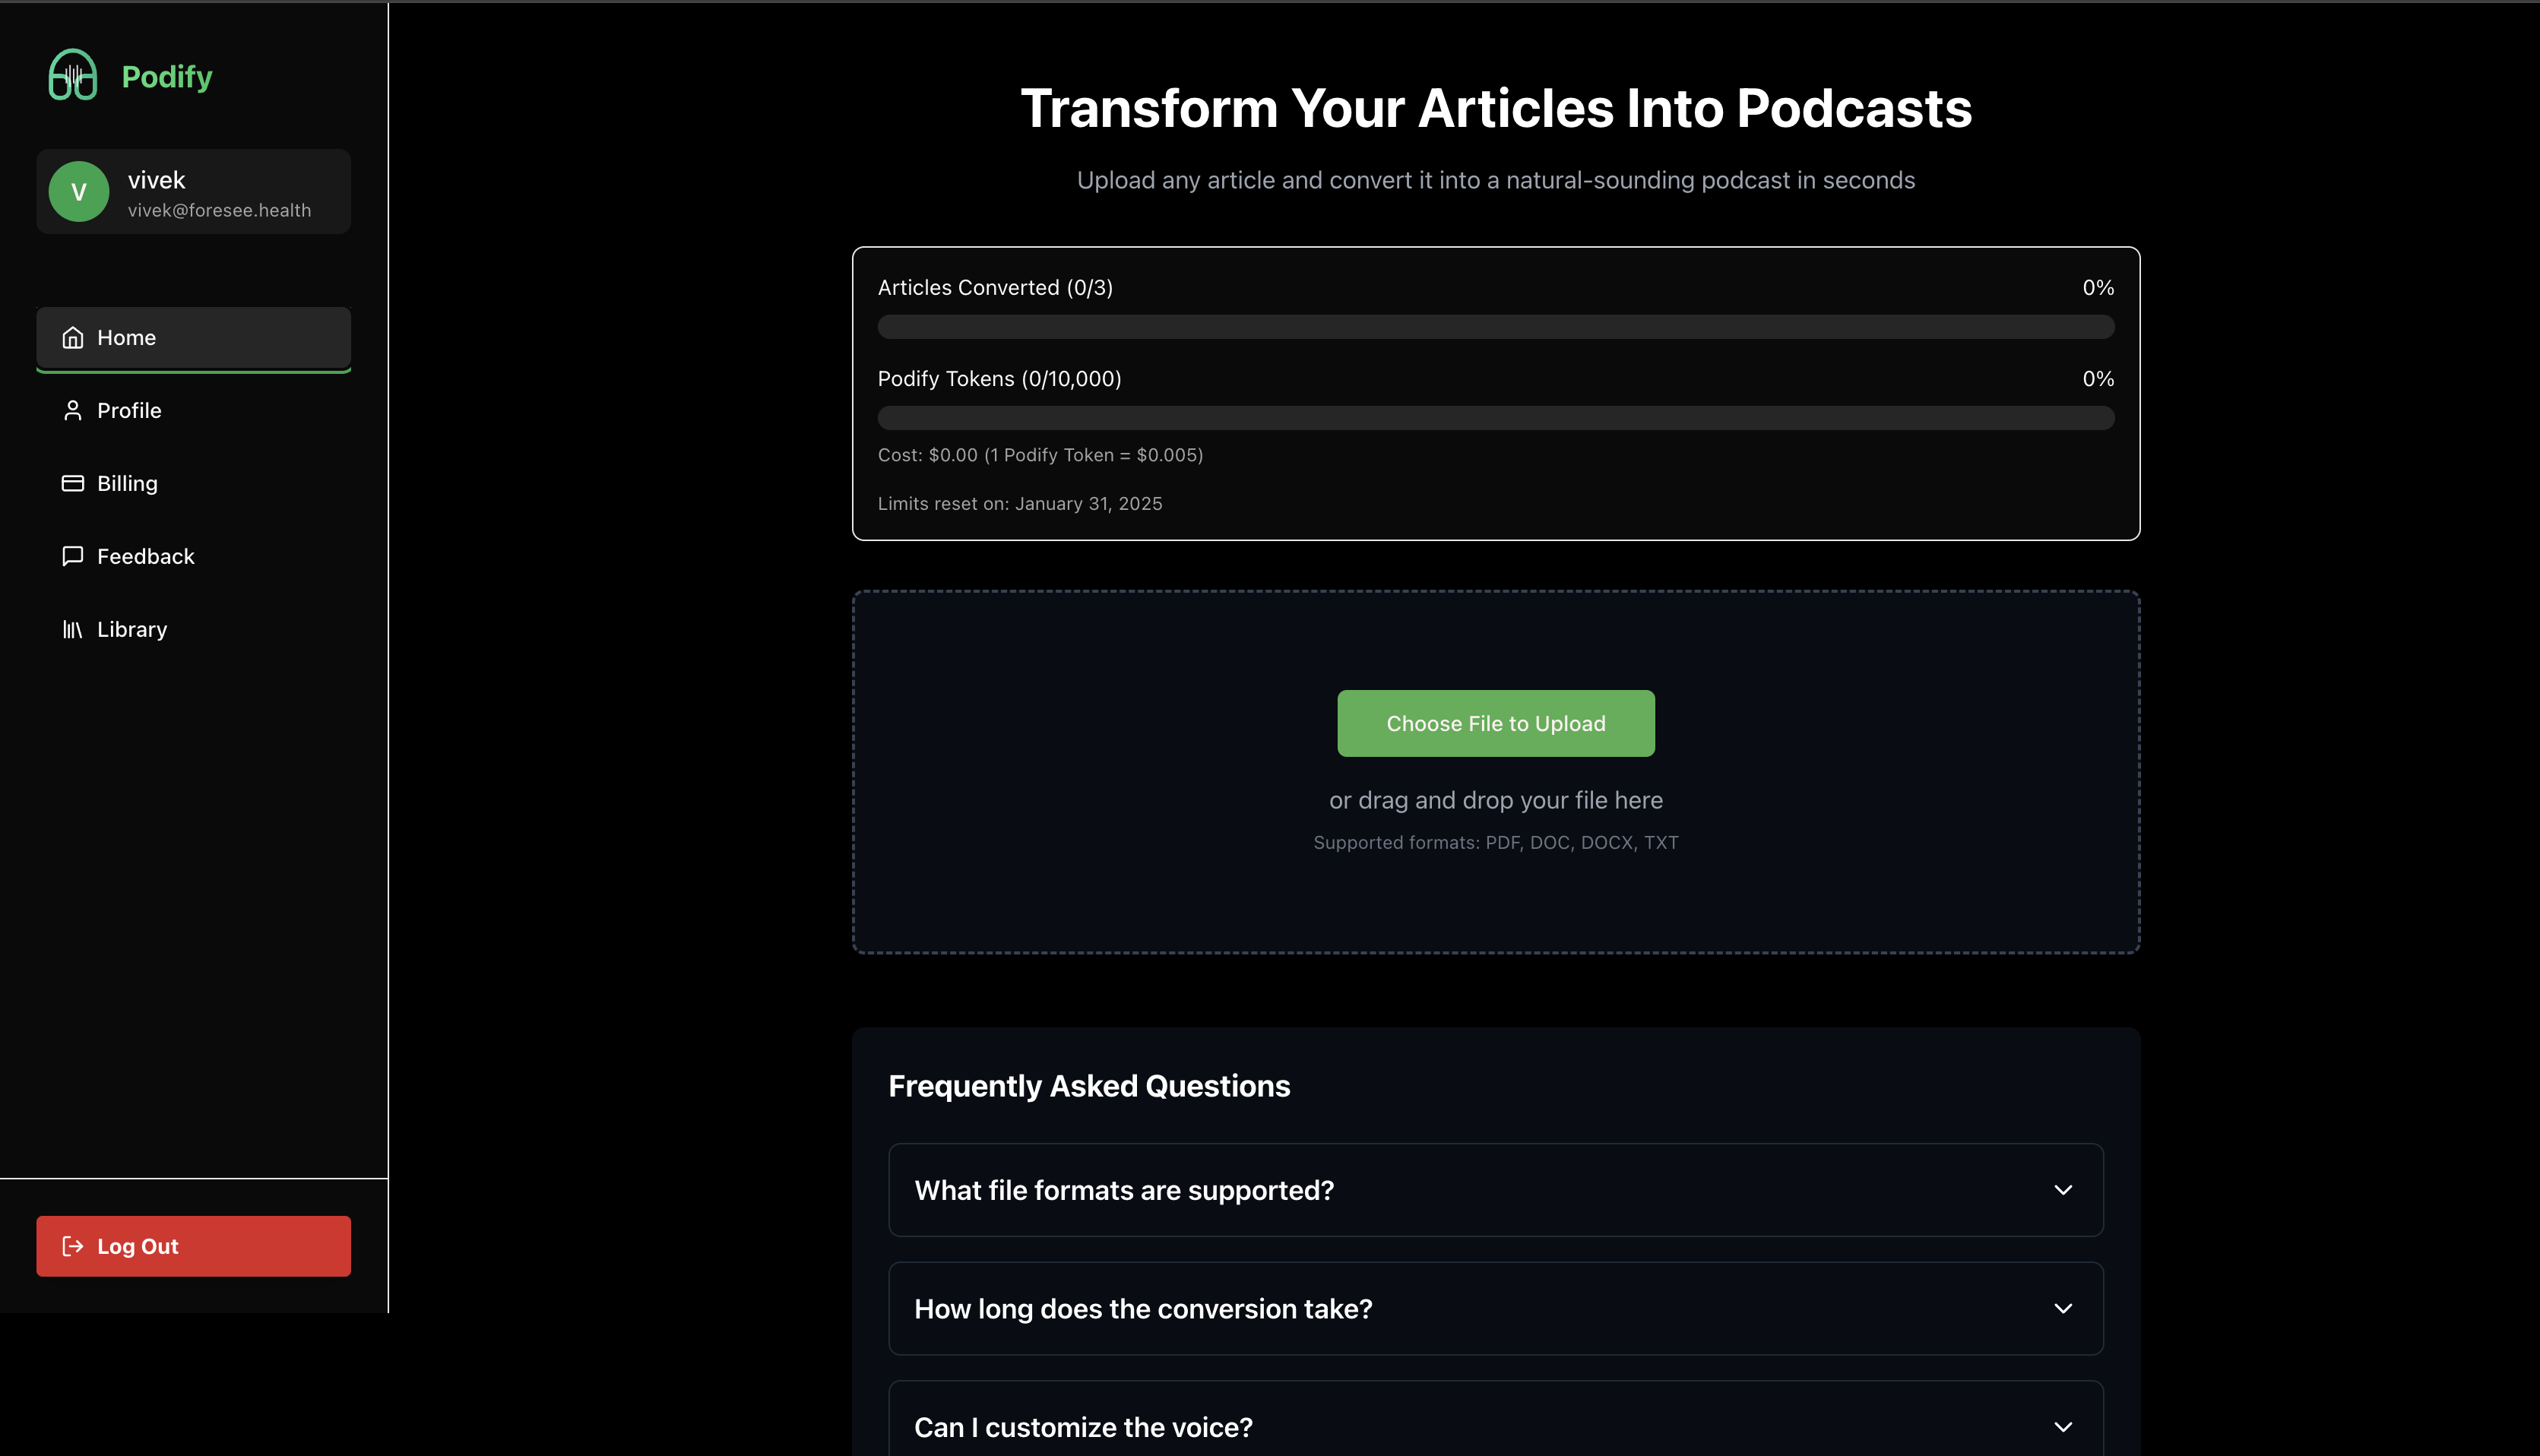 Podify
V
vivek
vivek@foresee.health
Home
Profile
Billing
Feedback
Library
Log Out
Transform Your Articles Into Podcasts
Upload any article and convert it into a natural-sounding podcast in seconds
Articles Converted (0/3) 0%
Podify Tokens (0/10,000) 0%
Cost: $0.00 (1 Podify Token = $0.005)
Limits reset on: January 31, 2025
Choose File to Upload
or drag and drop your file here
Supported formats: PDF, DOC, DOCX, TXT
Frequently Asked Questions
What file formats are supported?
How long does the conversion take?
Can I customize the voice?